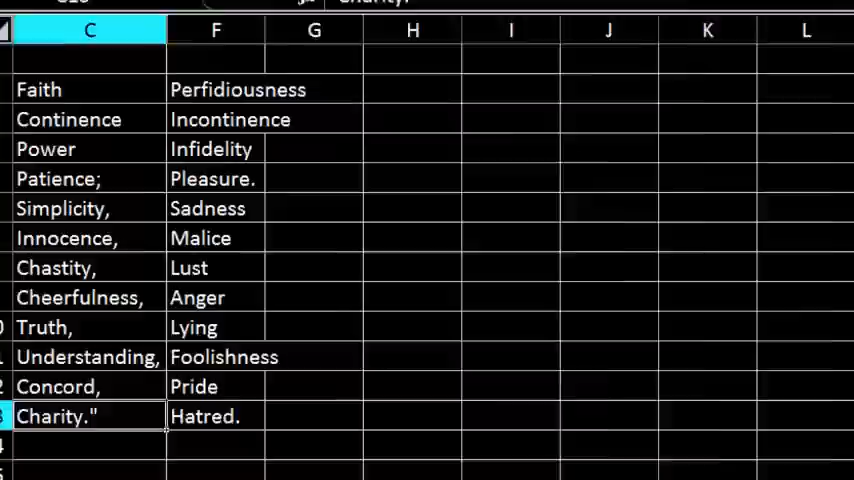 C F G H I J K L
Faith Perfidiousness
Continence Incontinence
Power Infidelity
Patience; Pleasure.
Simplicity, Sadness
Innocence, Malice
Chastity, Lust
Cheerfulness, Anger
Truth, Lying
Understanding, Foolishness
Concord, Pride
Charity." Hatred.